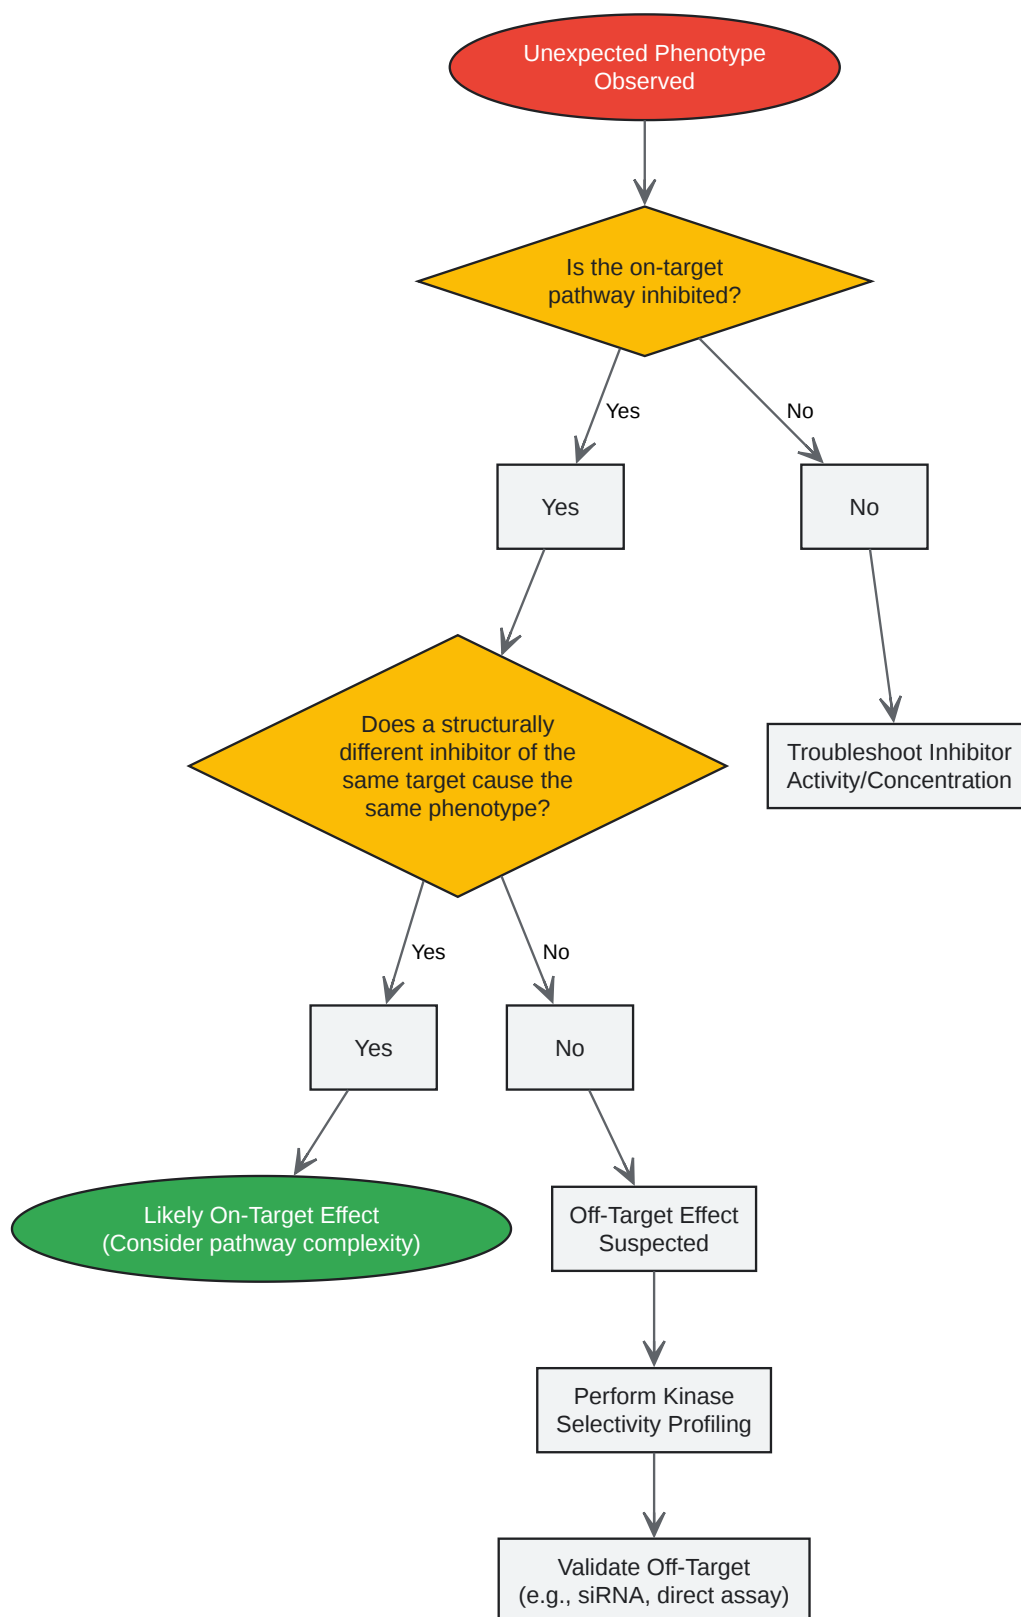 Unexpected Phenotype
Observed
Is the on-target
pathway inhibited?
Yes
No
Yes
No
Does a structurally
different inhibitor of the
same target cause the
same phenotype?
Troubleshoot Inhibitor
Activity/Concentration
Yes
No
Yes
No
Likely On-Target Effect
(Consider pathway complexity)
Off-Target Effect
Suspected
Perform Kinase
Selectivity Profiling
Validate Off-Target
(e.g., siRNA, direct assay)